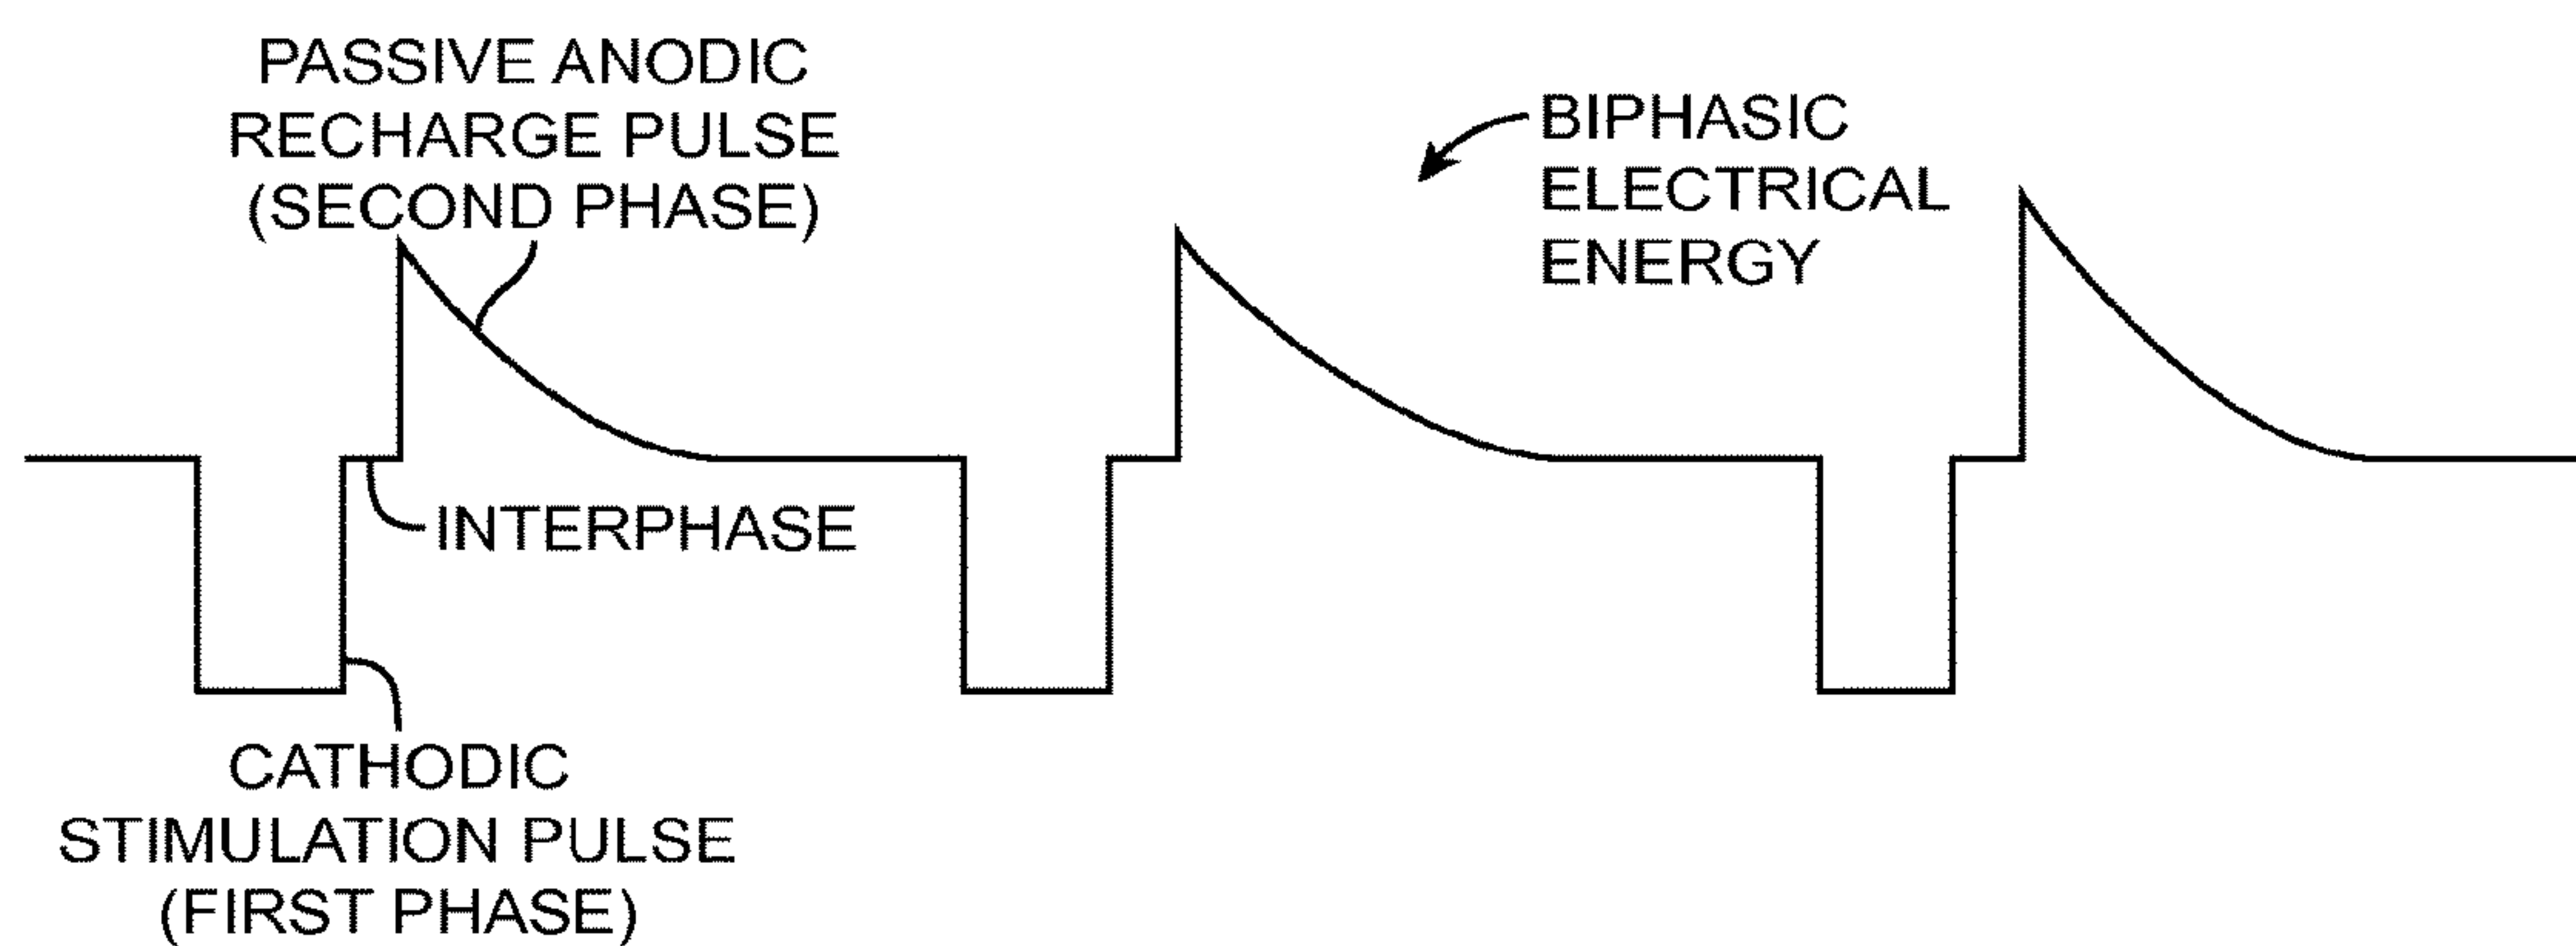 PASSIVE ANODIC
RECHARGE PULSE
(SECOND PHASE)
BIPHASIC
ELECTRICAL
ENERGY
INTERPHASE
CATHODIC
STIMULATION PULSE
(FIRST PHASE)